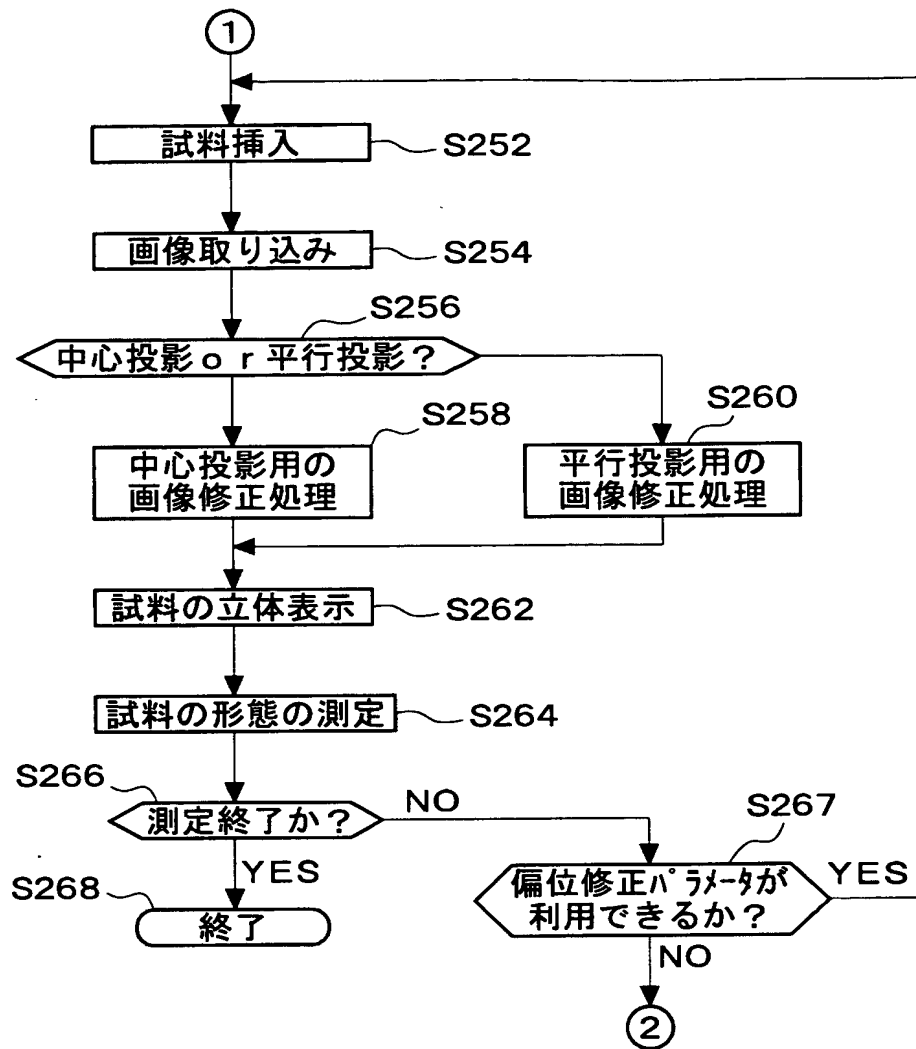 1
試料挿入
S252
画像取り込み
S254
S256
中心投影or平行投影?
S258
中心投影用の
画像修正処理
S260
平行投影用の
画像修正処理
試料の立体表示
S262
試料の形態の測定
S264
S266
測定終了か?
NO
YES
S268
終了
S267
偏位修正ﾊﾟﾗﾒｰﾀが
利用できるか?
YES
NO
2